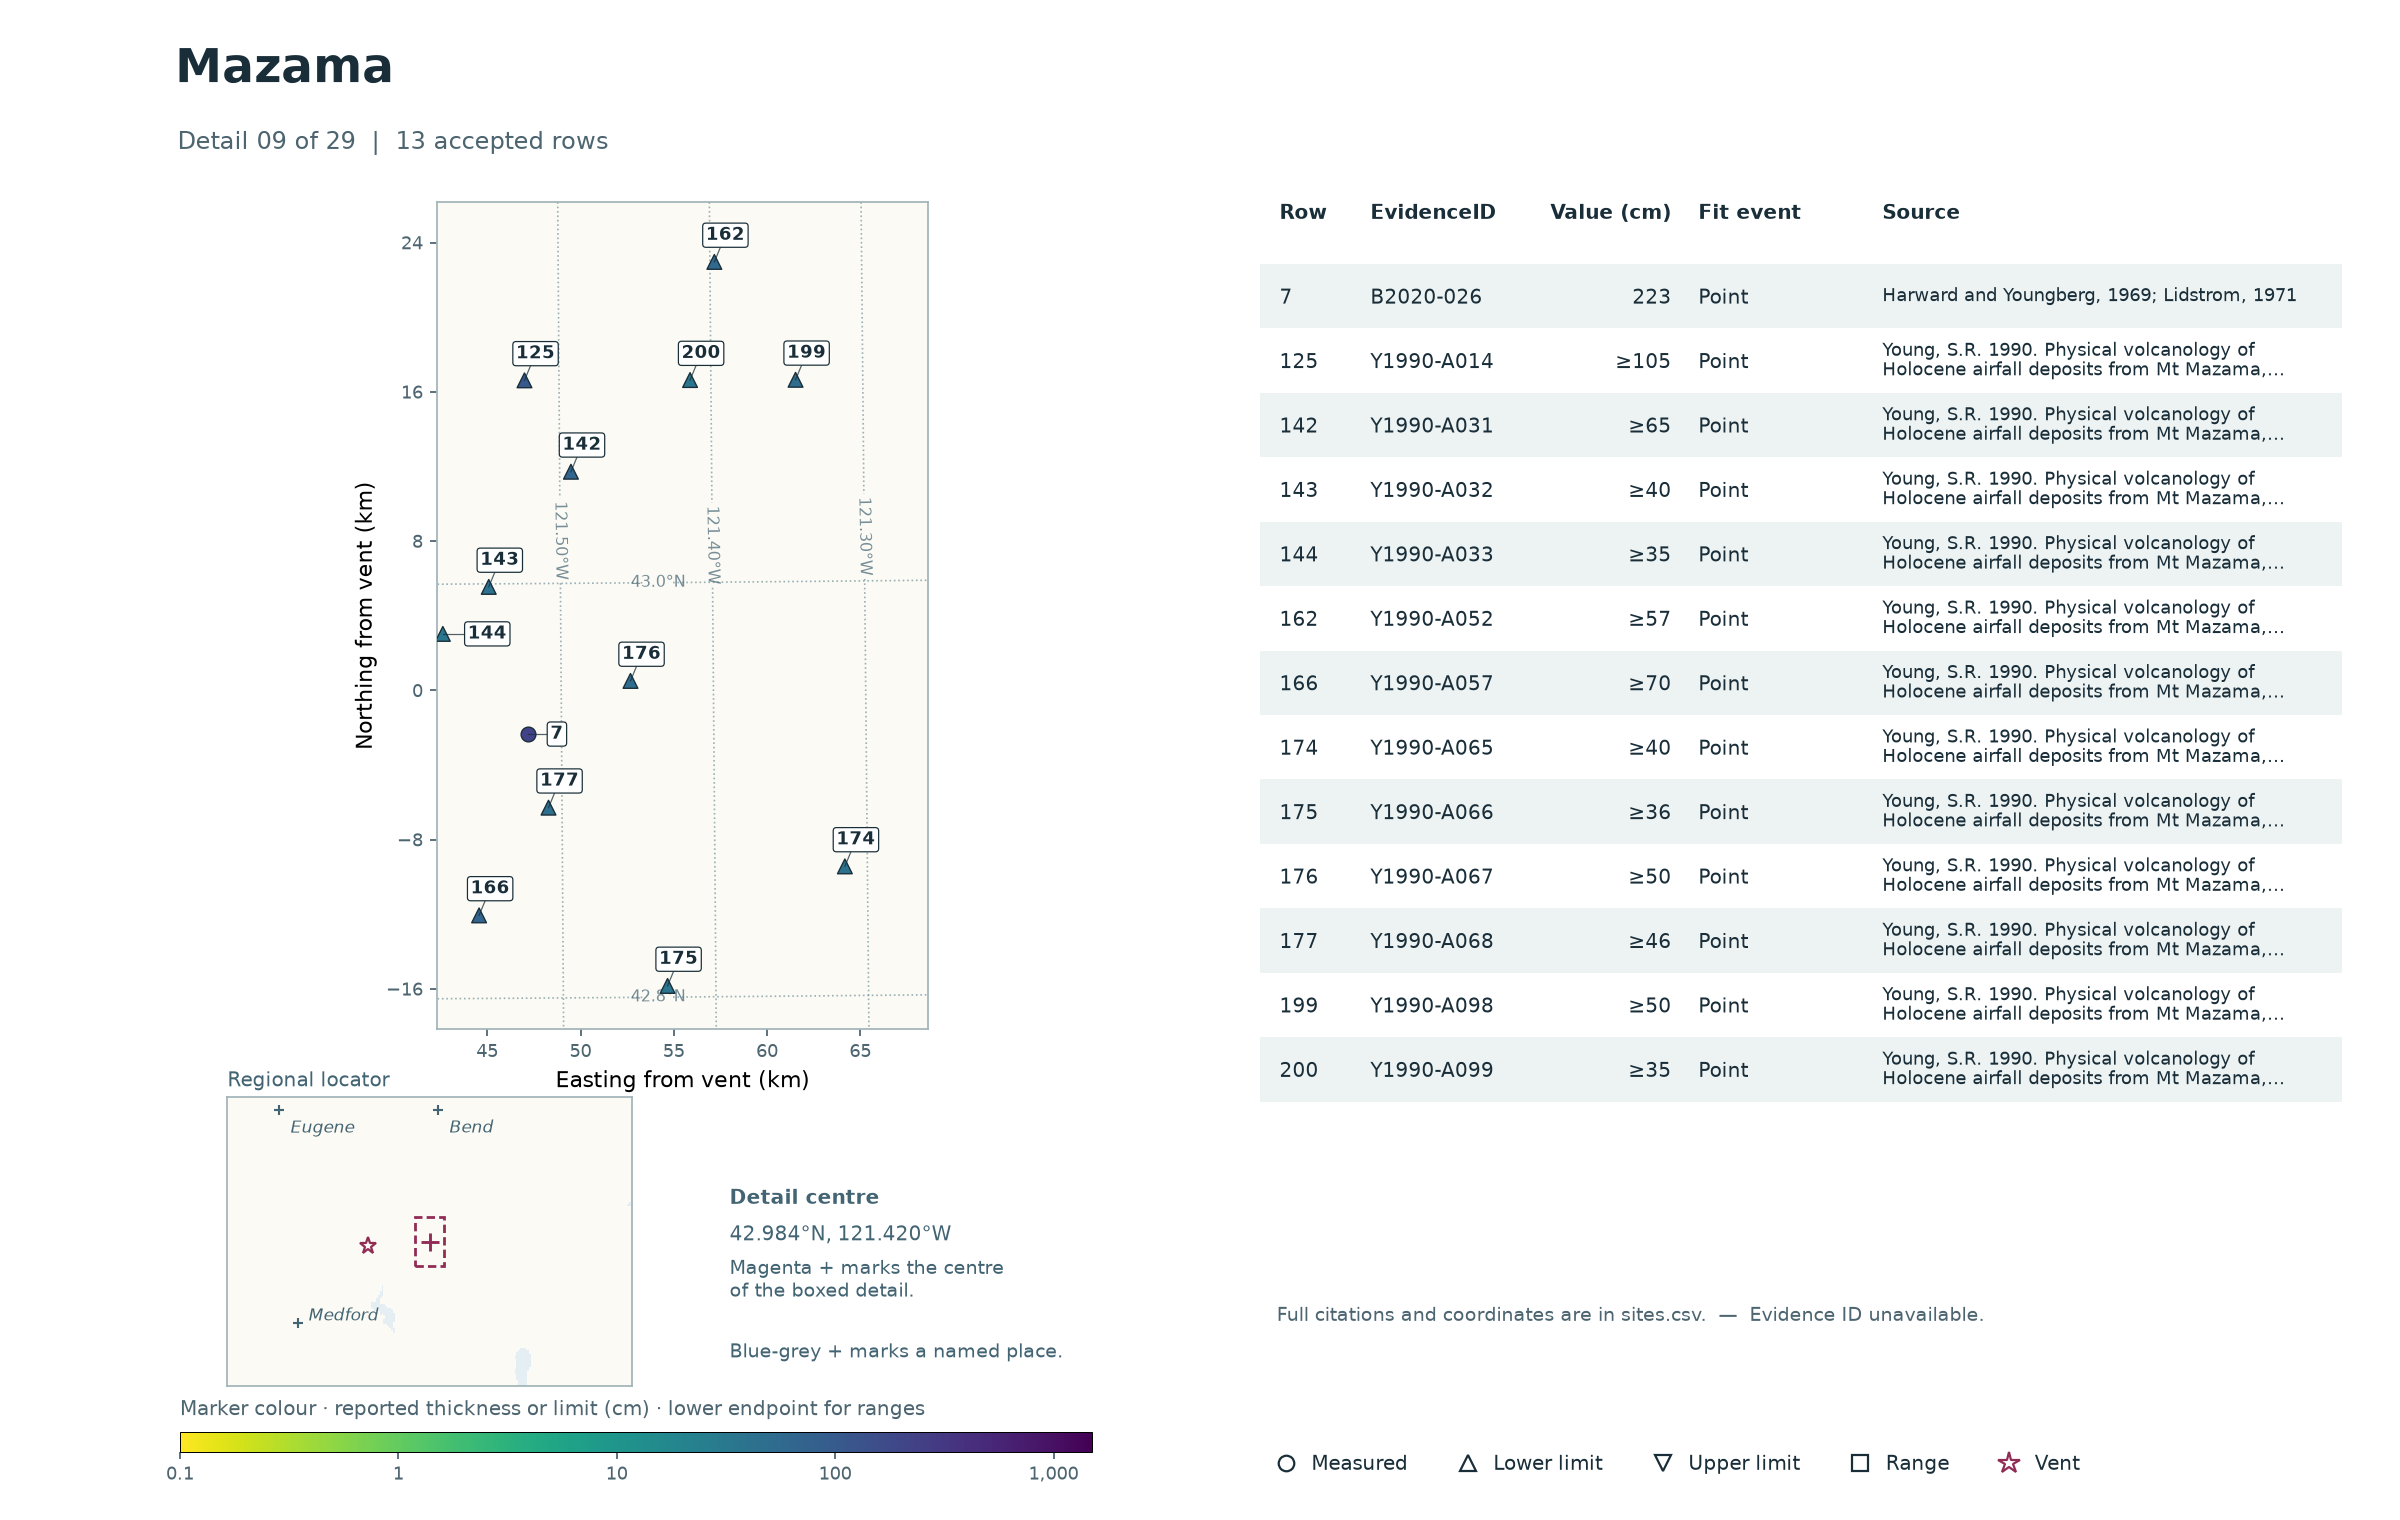 Mazama
Detail 09 of 29 | 13 accepted rows
24
16
8
0
−8
−16
Northing from vent (km)
162
125
200
199
142
143
144
176
7
177
174
166
175
121.50°W
121.40°W
121.30°W
43.0°N
42.8°N
45
50
55
60
65
Easting from vent (km)
Regional locator
Eugene
Bend
Medford
Detail centre
42.984°N, 121.420°W
Magenta + marks the centre
of the boxed detail.
Blue-grey + marks a named place.
Marker colour · reported thickness or limit (cm) · lower endpoint for ranges
0.1
1
10
100
1,000
Row EvidenceID Value (cm) Fit event Source
7 B2020-026 223 Point Harward and Youngberg, 1969; Lidstrom, 1971
125 Y1990-A014 ≥105 Point Young, S.R. 1990. Physical volcanology of
Holocene airfall deposits from Mt Mazama,…
142 Y1990-A031 ≥65 Point Young, S.R. 1990. Physical volcanology of
Holocene airfall deposits from Mt Mazama,…
143 Y1990-A032 ≥40 Point Young, S.R. 1990. Physical volcanology of
Holocene airfall deposits from Mt Mazama,…
144 Y1990-A033 ≥35 Point Young, S.R. 1990. Physical volcanology of
Holocene airfall deposits from Mt Mazama,…
162 Y1990-A052 ≥57 Point Young, S.R. 1990. Physical volcanology of
Holocene airfall deposits from Mt Mazama,…
166 Y1990-A057 ≥70 Point Young, S.R. 1990. Physical volcanology of
Holocene airfall deposits from Mt Mazama,…
174 Y1990-A065 ≥40 Point Young, S.R. 1990. Physical volcanology of
Holocene airfall deposits from Mt Mazama,…
175 Y1990-A066 ≥36 Point Young, S.R. 1990. Physical volcanology of
Holocene airfall deposits from Mt Mazama,…
176 Y1990-A067 ≥50 Point Young, S.R. 1990. Physical volcanology of
Holocene airfall deposits from Mt Mazama,…
177 Y1990-A068 ≥46 Point Young, S.R. 1990. Physical volcanology of
Holocene airfall deposits from Mt Mazama,…
199 Y1990-A098 ≥50 Point Young, S.R. 1990. Physical volcanology of
Holocene airfall deposits from Mt Mazama,…
200 Y1990-A099 ≥35 Point Young, S.R. 1990. Physical volcanology of
Holocene airfall deposits from Mt Mazama,…
Full citations and coordinates are in sites.csv. — Evidence ID unavailable.
Measured
Lower limit
Upper limit
Range
Vent